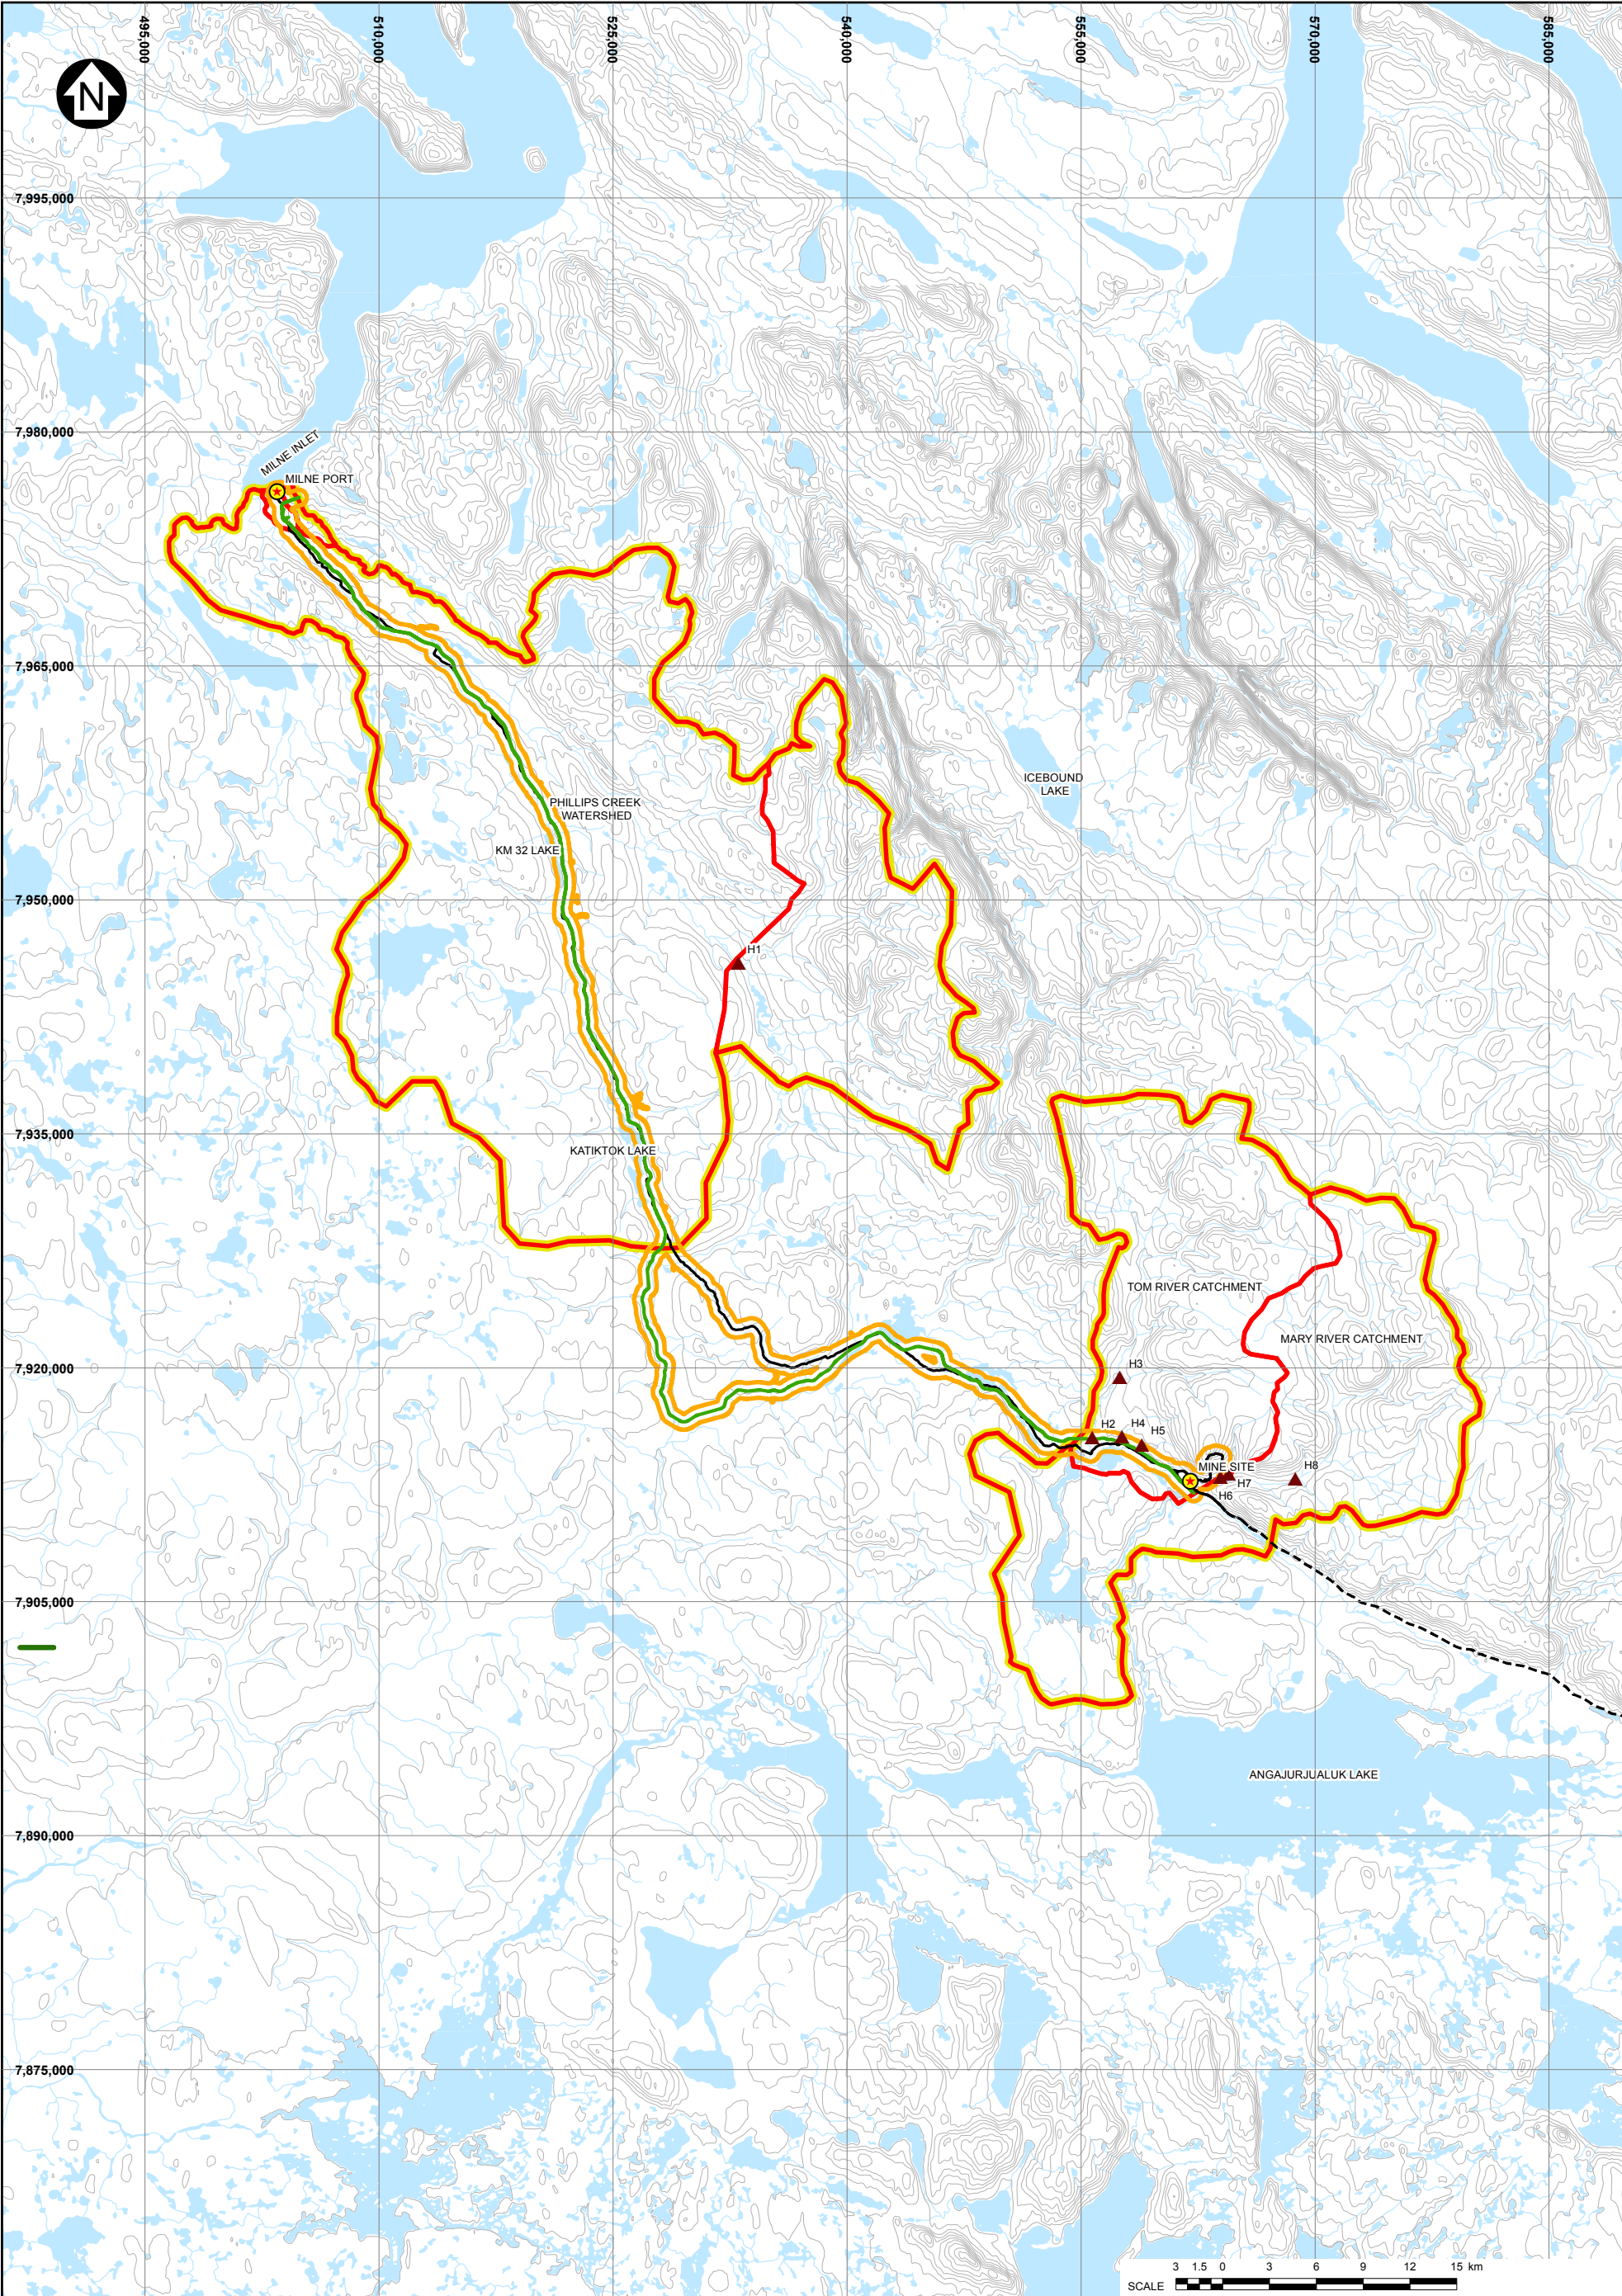 495,000
510,000
525,000
540,000
555,000
570,000
585,000
N
7,995,000
7,980,000
MILNE INLET
MILNE PORT
7,965,000
ICEBOUND
LAKE
PHILLIPS CREEK
WATERSHED
KM 32 LAKE
7,950,000
H1
7,935,000
KATIKTOK LAKE
TOM RIVER CATCHMENT
MARY RIVER CATCHMENT
7,920,000
H3
H2
H4
H5
MINE SITE
H8
H7
H6
7,905,000
ANGAJURJUALUK LAKE
7,890,000
7,875,000
3 1.5 0 3 6 9 12 15 km
SCALE